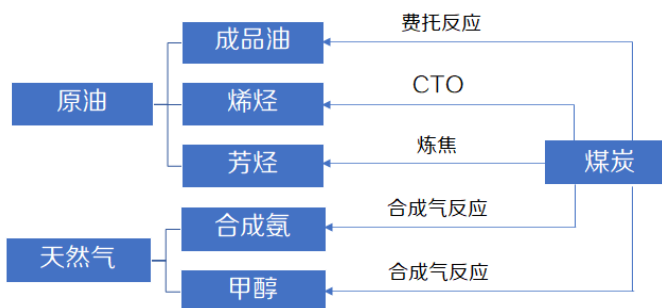 成品油
费托反应
原油
烯烃
CTO
芳烃
炼焦
煤炭
合成氨
合成气反应
天然气
甲醇
合成气反应